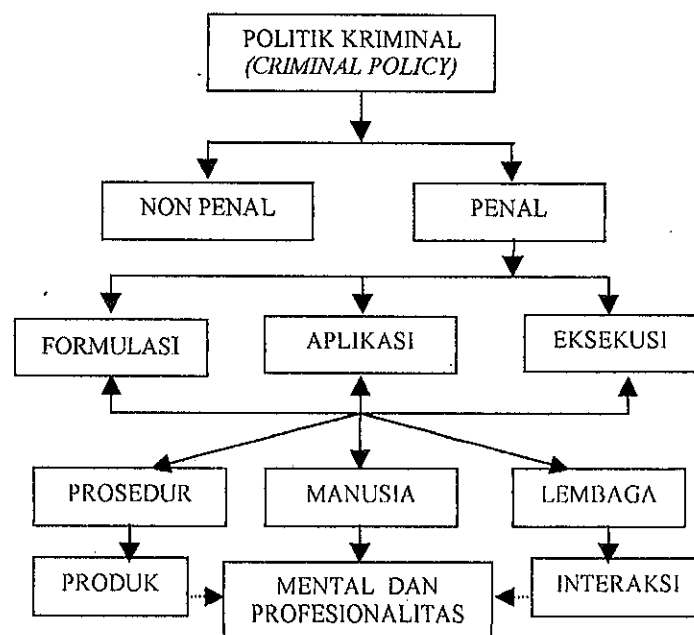 POLITIK KRIMINAL
(CRIMINAL POLICY)
NON PENAL
PENAL
FORMULASI
APLIKASI
EKSEKUSI
PROSEDUR
MANUSIA
LEMBAGA
PRODUK
MENTAL DAN
PROFESIONALITAS
INTERAKSI